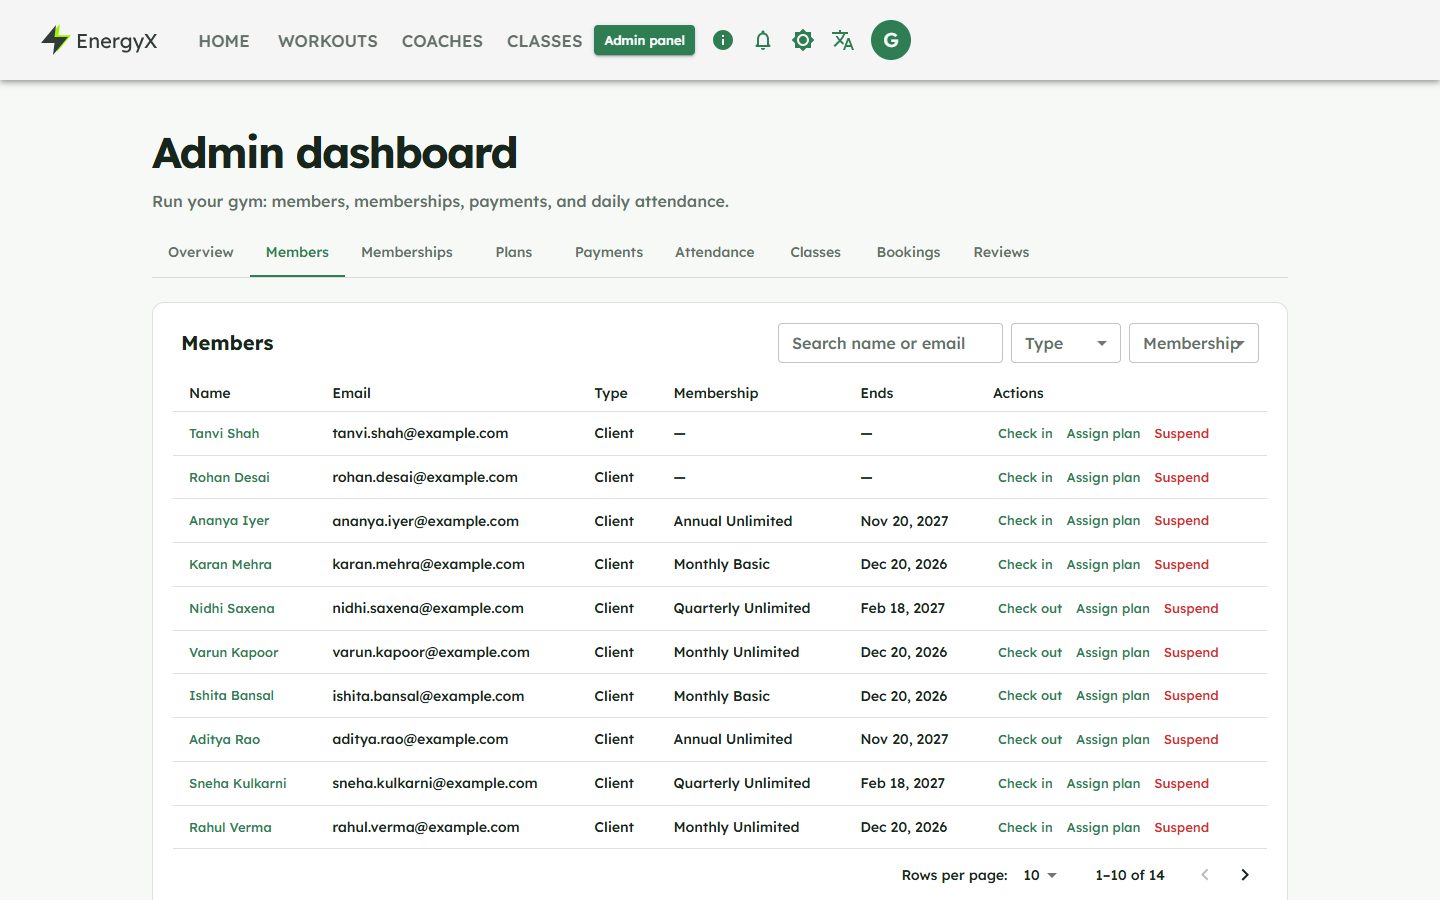 EnergyX HOME WORKOUTS COACHES CLASSES Admin panel G
Admin dashboard
Run your gym: members, memberships, payments, and daily attendance.
Overview Members Memberships Plans Payments Attendance Classes Bookings Reviews
Members Search name or email Type Membership
Name Email Type Membership Ends Actions
Tanvi Shah tanvi.shah@example.com Client — — Check in Assign plan Suspend
Rohan Desai rohan.desai@example.com Client — — Check in Assign plan Suspend
Ananya Iyer ananya.iyer@example.com Client Annual Unlimited Nov 20, 2027 Check in Assign plan Suspend
Karan Mehra karan.mehra@example.com Client Monthly Basic Dec 20, 2026 Check in Assign plan Suspend
Nidhi Saxena nidhi.saxena@example.com Client Quarterly Unlimited Feb 18, 2027 Check out Assign plan Suspend
Varun Kapoor varun.kapoor@example.com Client Monthly Unlimited Dec 20, 2026 Check out Assign plan Suspend
Ishita Bansal ishita.bansal@example.com Client Monthly Basic Dec 20, 2026 Check out Assign plan Suspend
Aditya Rao aditya.rao@example.com Client Annual Unlimited Nov 20, 2027 Check out Assign plan Suspend
Sneha Kulkarni sneha.kulkarni@example.com Client Quarterly Unlimited Feb 18, 2027 Check in Assign plan Suspend
Rahul Verma rahul.verma@example.com Client Monthly Unlimited Dec 20, 2026 Check in Assign plan Suspend
Rows per page: 10 1–10 of 14